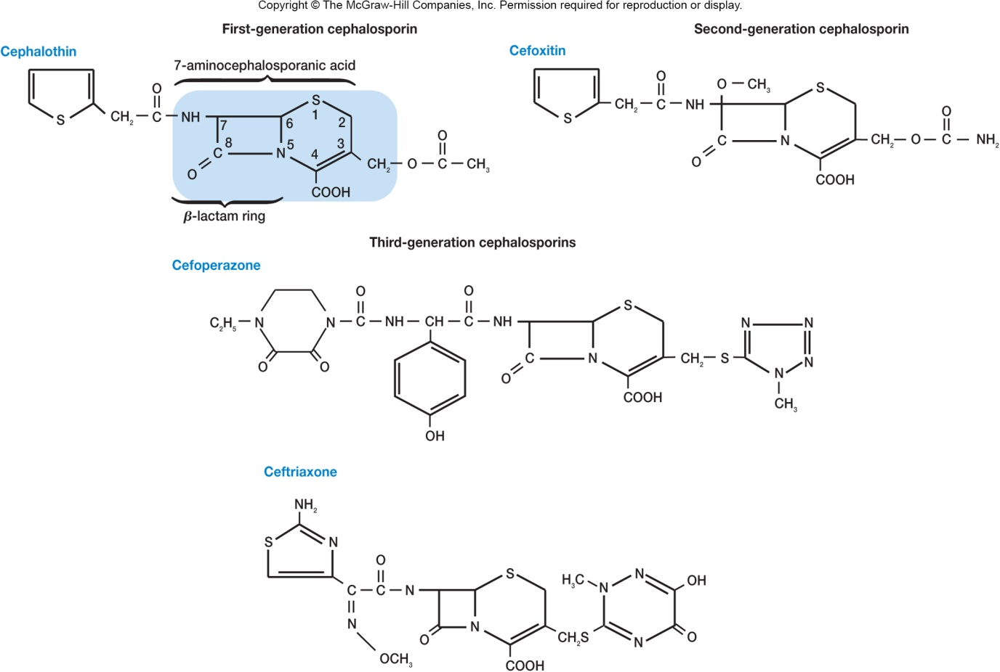 Copyright © The McGraw-Hill Companies, Inc. Permission required for reproduction or display.
First-generation cephalosporin
Second-generation cephalosporin
Cephalothin
7-aminocephalosporanic acid
O
S
CH₂
C
NH
7
8
C
O
6
5
N
S
1
2
3
4
COOH
CH₂
O
C
O
CH₃
β-lactam ring
Cefoxitin
S
CH₂
O
C
NH
O
CH₃
S
C
O
N
COOH
CH₂
O
O
C
NH₂
Third-generation cephalosporins
Cefoperazone
C₂H₅
N
N
O
O
O
C
NH
CH
OH
O
C
NH
C
O
N
S
COOH
CH₂
S
N
N
N
N
CH₃
Ceftriaxone
NH₂
S
N
C
N
OCH₃
O
C
N
O
N
S
COOH
CH₂S
H₃C
N
N
OH
N
O